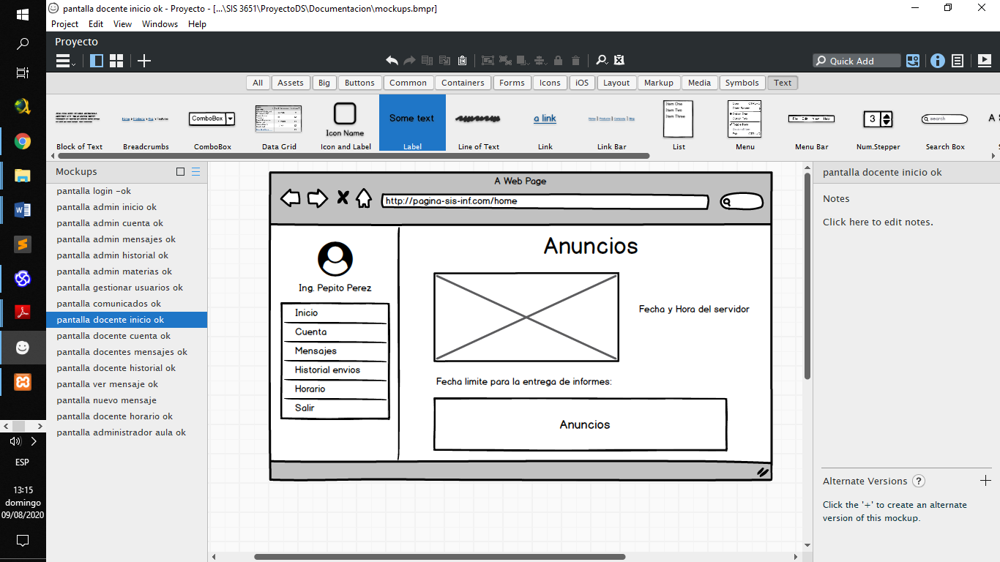 pantalla docente inicio ok - Proyecto - [...\SIS 3651\ProyectoDS\Documentacion\mockups.bmpr]
Project Edit View Windows Help
Proyecto
Quick Add
All Assets Big Buttons Common Containers Forms Icons iOS Layout Markup Media Symbols Text
ComboBox
Icon Name
Some text
a link
Home | Products | Company | Blog
Item One
Item Two
Item Three
File Edit View Help
3
search
A S
Block of Text Breadcrumbs ComboBox Data Grid Icon and Label Label Line of Text Link Link Bar List Menu Menu Bar Num.Stepper Search Box
Mockups
pantalla login -ok
pantalla admin inicio ok
pantalla admin cuenta ok
pantalla admin mensajes ok
pantalla admin historial ok
pantalla admin materias ok
pantalla gestionar usuarios ok
pantalla comunicados ok
pantalla docente inicio ok
pantalla docente cuenta ok
pantalla docentes mensajes ok
pantalla docente historial ok
pantalla ver mensaje ok
pantalla nuevo mensaje
pantalla docente horario ok
pantalla administrador aula ok
A Web Page
http://pagina-sis-inf.com/home
Ing. Pepito Perez
Inicio
Cuenta
Mensajes
Historial envios
Horario
Salir
Anuncios
Fecha y Hora del servidor
Fecha limite para la entrega de informes:
Anuncios
pantalla docente inicio ok
Notes
Click here to edit notes.
Alternate Versions ?
Click the '+' to create an alternate
version of this mockup.
ESP
13:15
domingo
09/08/2020